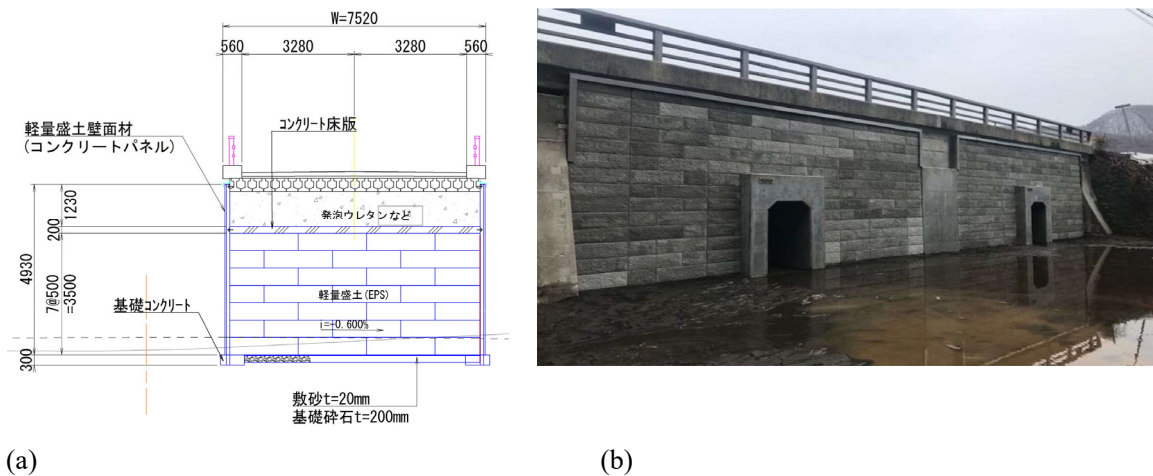 W=7520
560 3280 3280 560
軽量盛土壁面材
(コンクリートパネル)
コンクリート床版
1230
発泡ウレタンなど
200
4930
7@500
=3500
軽量盛土(EPS)
i=-0.600%
基礎コンクリート
300
敷砂t=20mm
基礎砕石t=200mm
(a) (b)